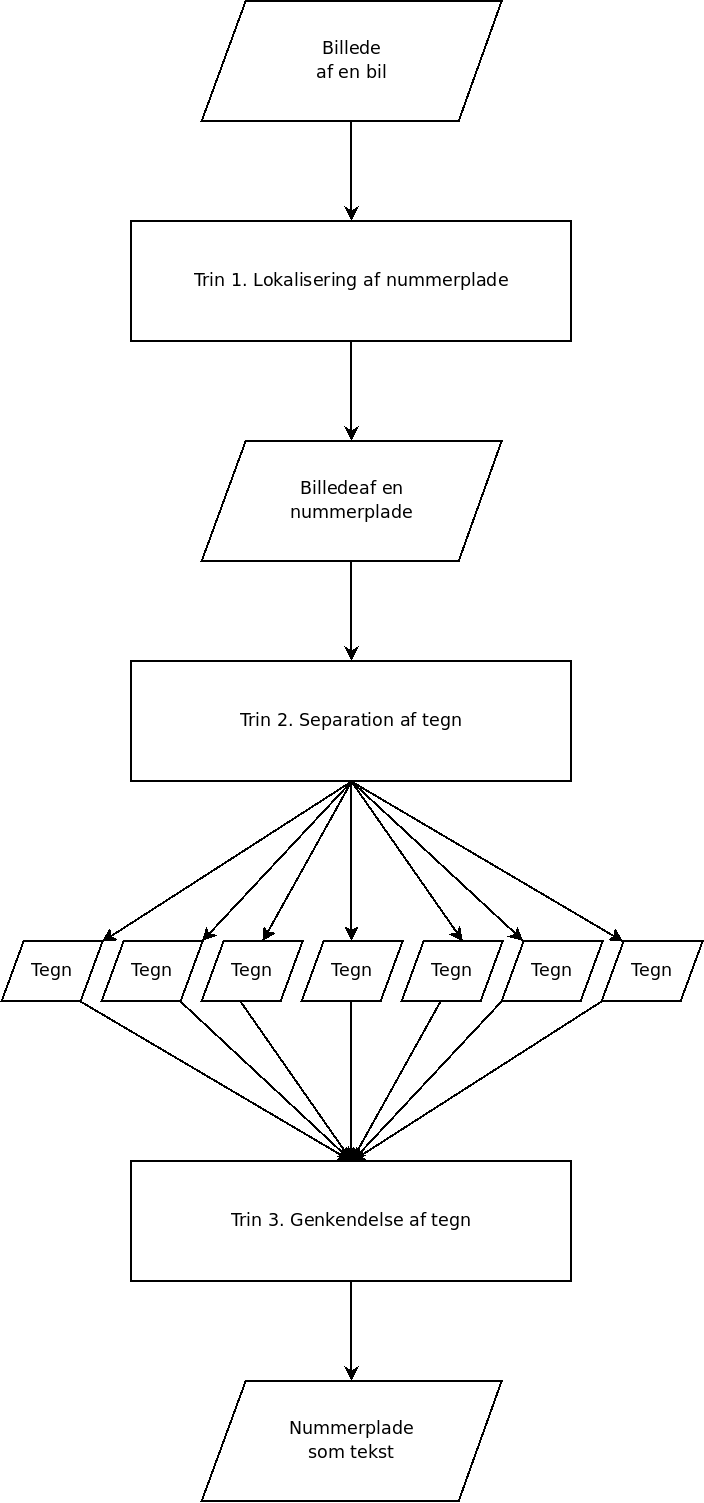 Billede
af en bil
Trin 1. Lokalisering af nummerplade
Billedeaf en
nummerplade
Trin 2. Separation af tegn
Tegn Tegn Tegn Tegn Tegn Tegn Tegn
Trin 3. Genkendelse af tegn
Nummerplade
som tekst